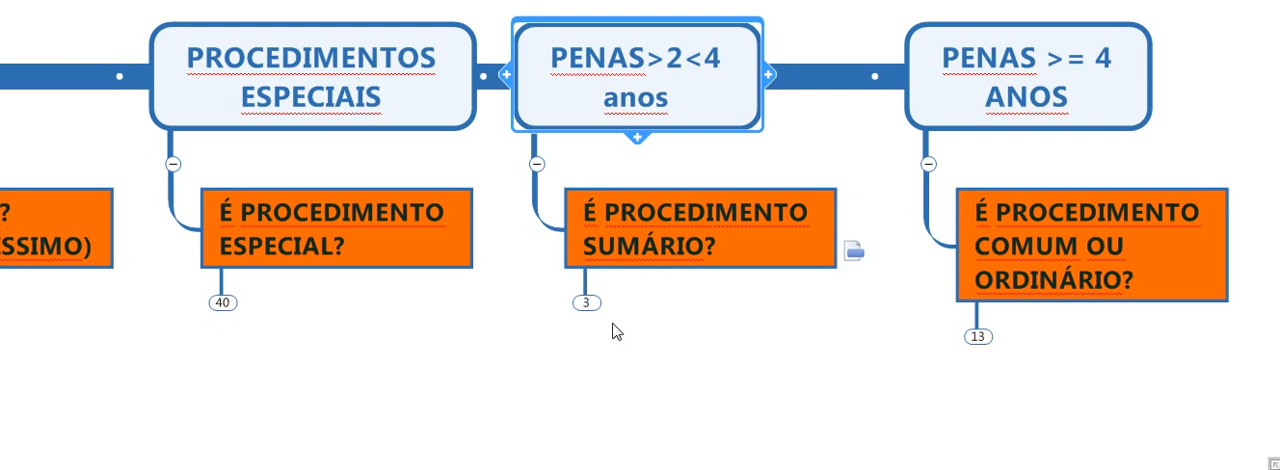 PROCEDIMENTOS
ESPECIAIS
PENAS>2<4
anos
PENAS >= 4
ANOS
?
ÍSSIMO)
É PROCEDIMENTO
ESPECIAL?
40
É PROCEDIMENTO
SUMÁRIO?
3
É PROCEDIMENTO
COMUM OU
ORDINÁRIO?
13